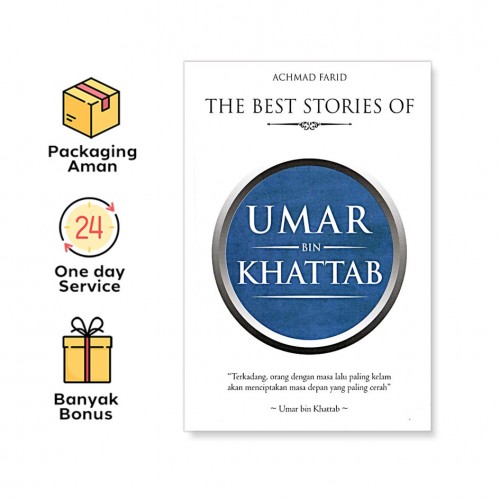 Packaging
Aman
24
One day
Service
Banyak
Bonus
ACHMAD FARID
THE BEST STORIES OF
UMAR
BIN
KHATTAB
“Terkadang, orang dengan masa lalu paling kelam
akan menciptakan masa depan yang paling cerah”
~ Umar bin Khattab ~